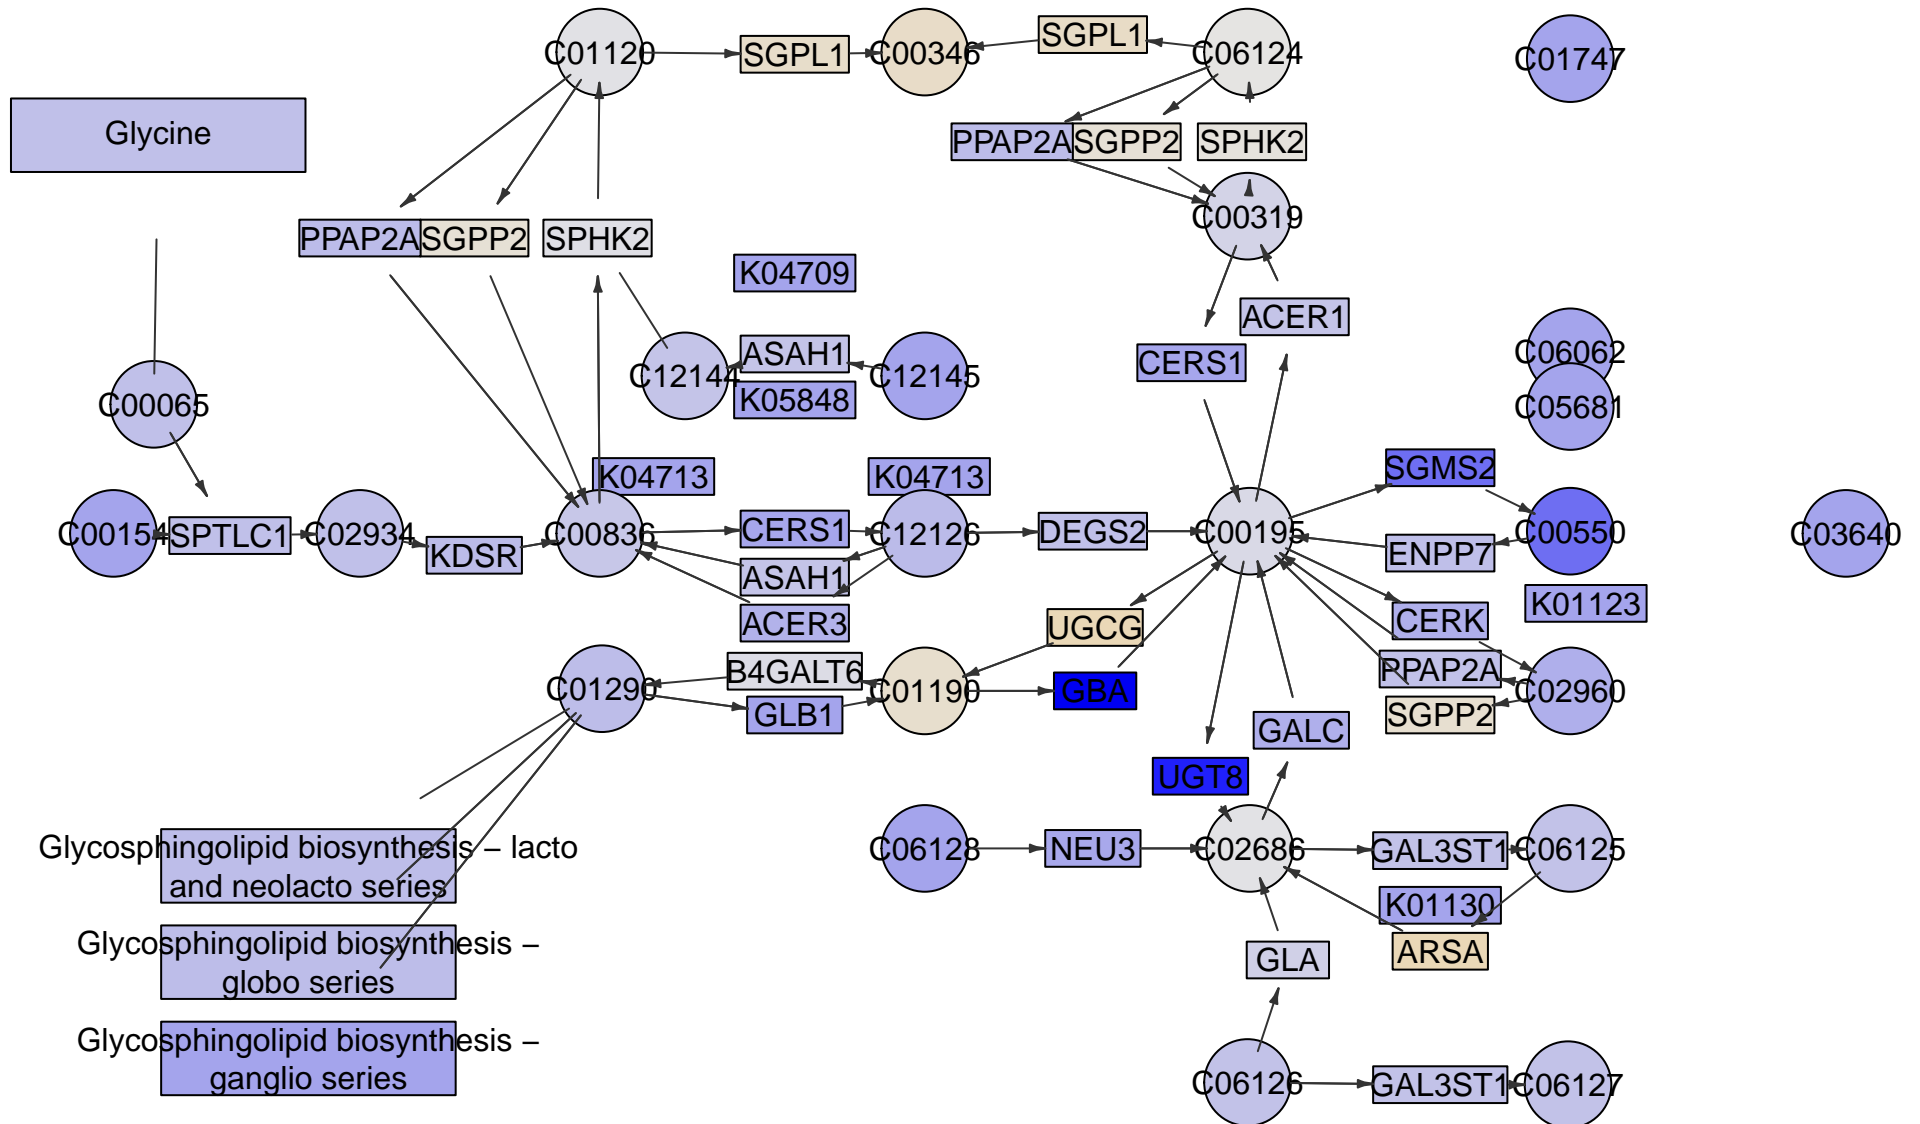 C01120
SGPL1
C00346
SGPL1
C06124
C01747
Glycine
PPAP2A
SGPP2
SPHK2
C00319
PPAP2A
SGPP2
SPHK2
K04709
ACER1
C12144
ASAH1
C12145
CERS1
C06062
K05848
C00065
C05681
K04713
K04713
SGMS2
C00154
SPTLC1
C02934
KDSR
C00836
CERS1
C12126
DEGS2
C00195
ENPP7
C00550
C03640
ASAH1
ACER3
UGCG
CERK
K01123
C01290
B4GALT6
GLB1
C01190
GBA
PPAP2A
C02960
SGPP2
GALC
UGT8
Glycosphingolipid biosynthesis – lacto
and neolacto series
C06128
NEU3
C02686
GAL3ST1
C06125
K01130
Glycosphingolipid biosynthesis –
globo series
GLA
ARSA
Glycosphingolipid biosynthesis –
ganglio series
C06126
GAL3ST1
C06127